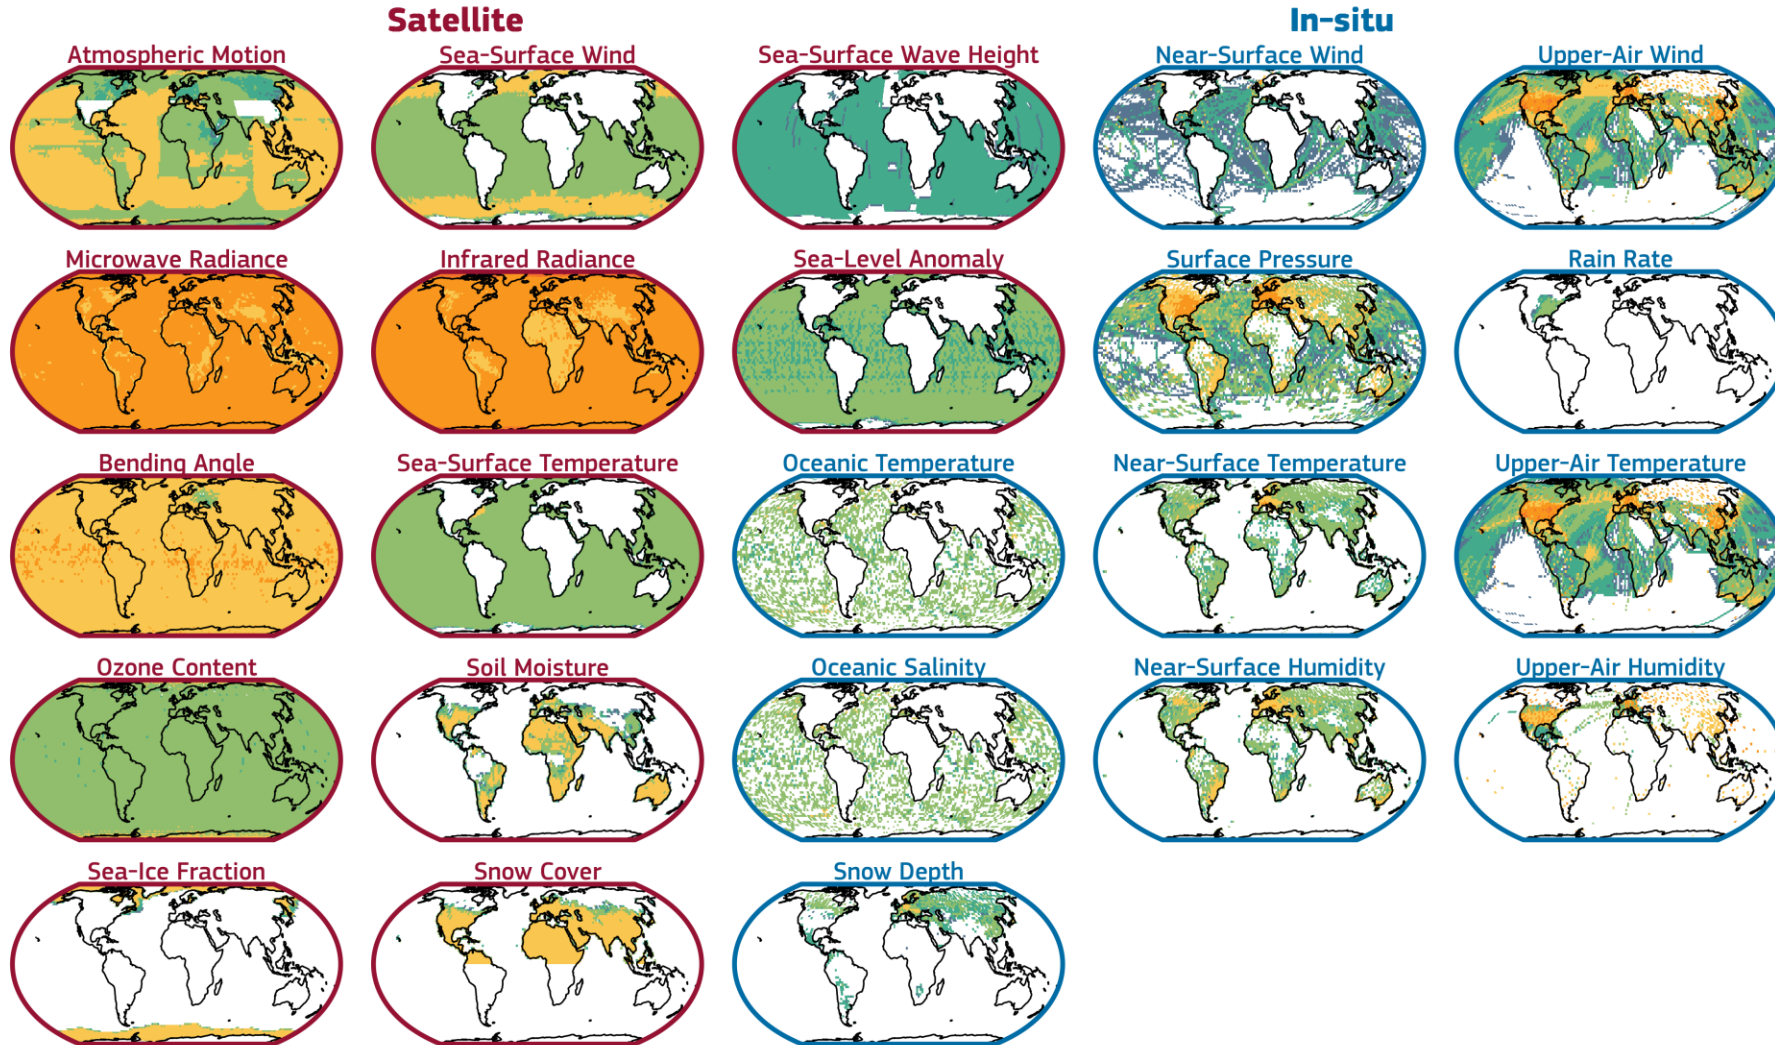 Satellite
In-situ
Atmospheric Motion
Sea-Surface Wind
Sea-Surface Wave Height
Near-Surface Wind
Upper-Air Wind
Microwave Radiance
Infrared Radiance
Sea-Level Anomaly
Surface Pressure
Rain Rate
Bending Angle
Sea-Surface Temperature
Oceanic Temperature
Near-Surface Temperature
Upper-Air Temperature
Ozone Content
Soil Moisture
Oceanic Salinity
Near-Surface Humidity
Upper-Air Humidity
Sea-Ice Fraction
Snow Cover
Snow Depth